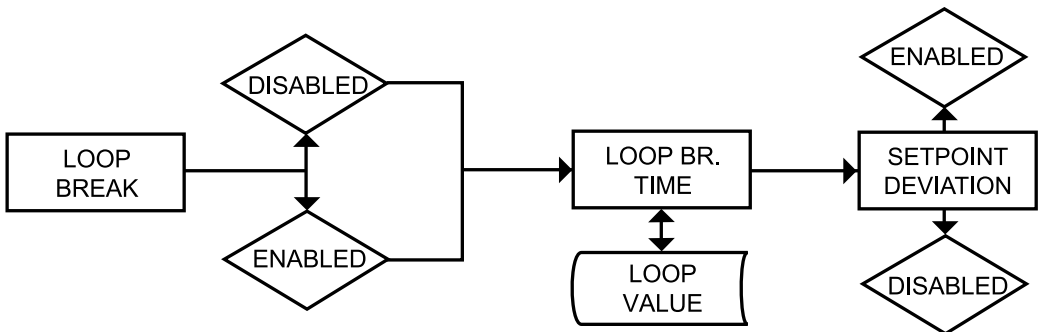 LOOP
BREAK
DISABLED
ENABLED
LOOP BR.
TIME
LOOP
VALUE
ENABLED
SETPOINT
DEVIATION
DISABLED